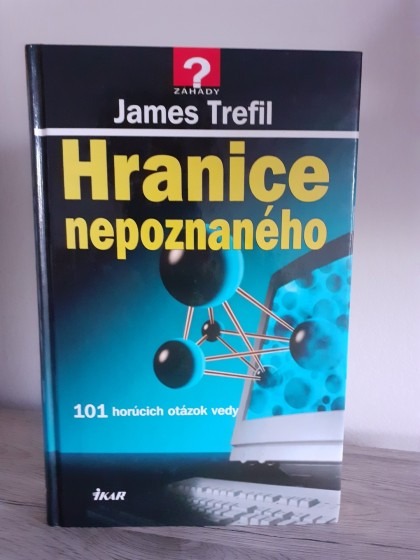 ?
ZÁHADY
James Trefil
Hranice
nepoznaného
101 horúcich otázok vedy
IKAR